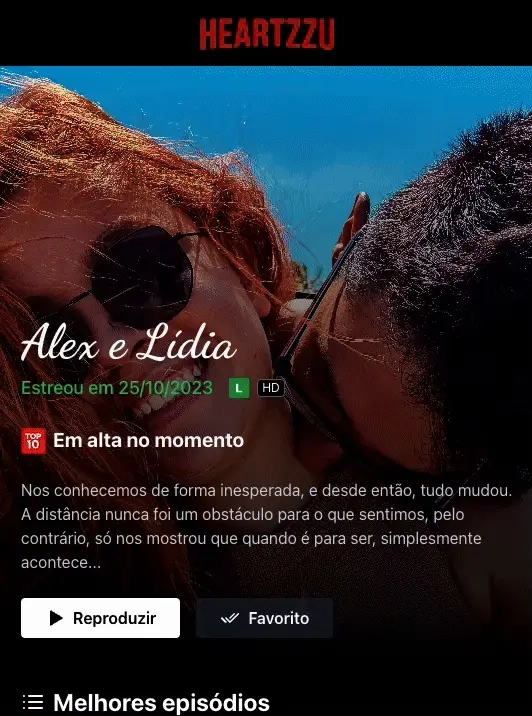 HEARTZZU
Alex e Lídia
Estreou em 25/10/2023 L HD
TOP 10 Em alta no momento
Nos conhecemos de forma inesperada, e desde então, tudo mudou.
A distância nunca foi um obstáculo para o que sentimos, pelo
contrário, só nos mostrou que quando é para ser, simplesmente
acontece...
Reproduzir Favorito
Melhores episódios